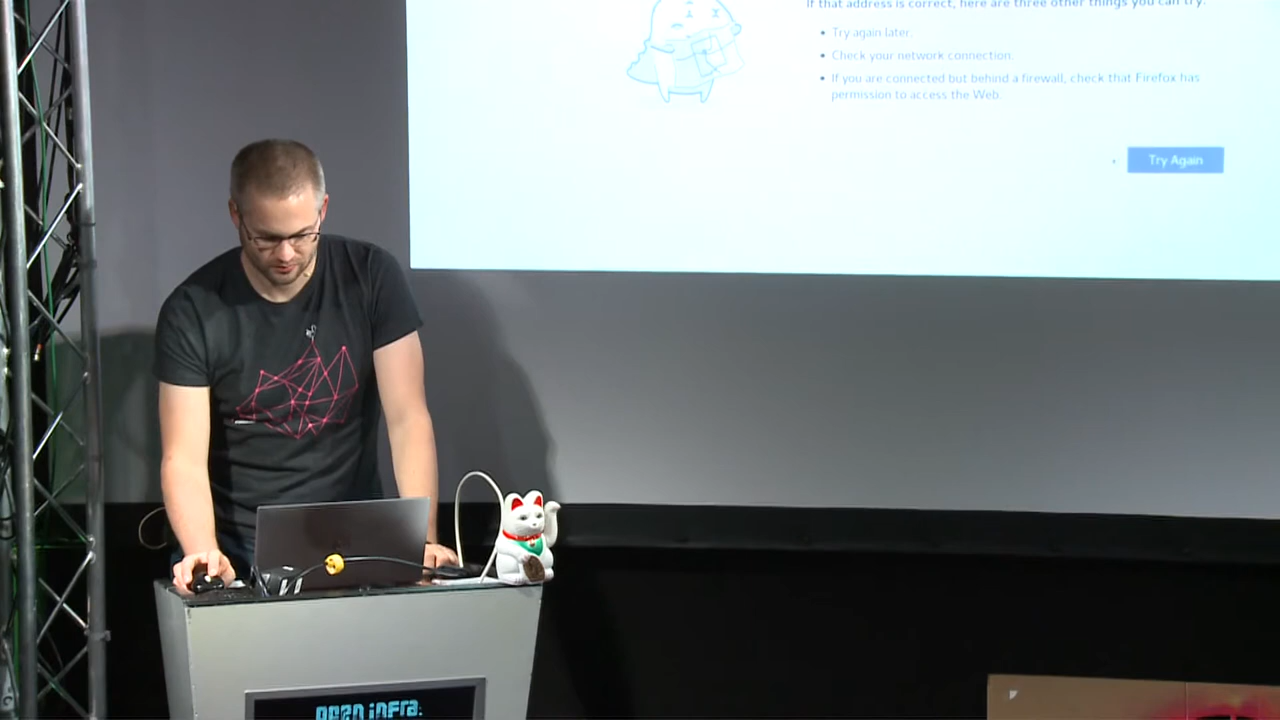 If that address is correct, here are three other things you can try:
Try again later.
Check your network connection.
If you are connected but behind a firewall, check that Firefox has
permission to access the Web.
Try Again
infra.